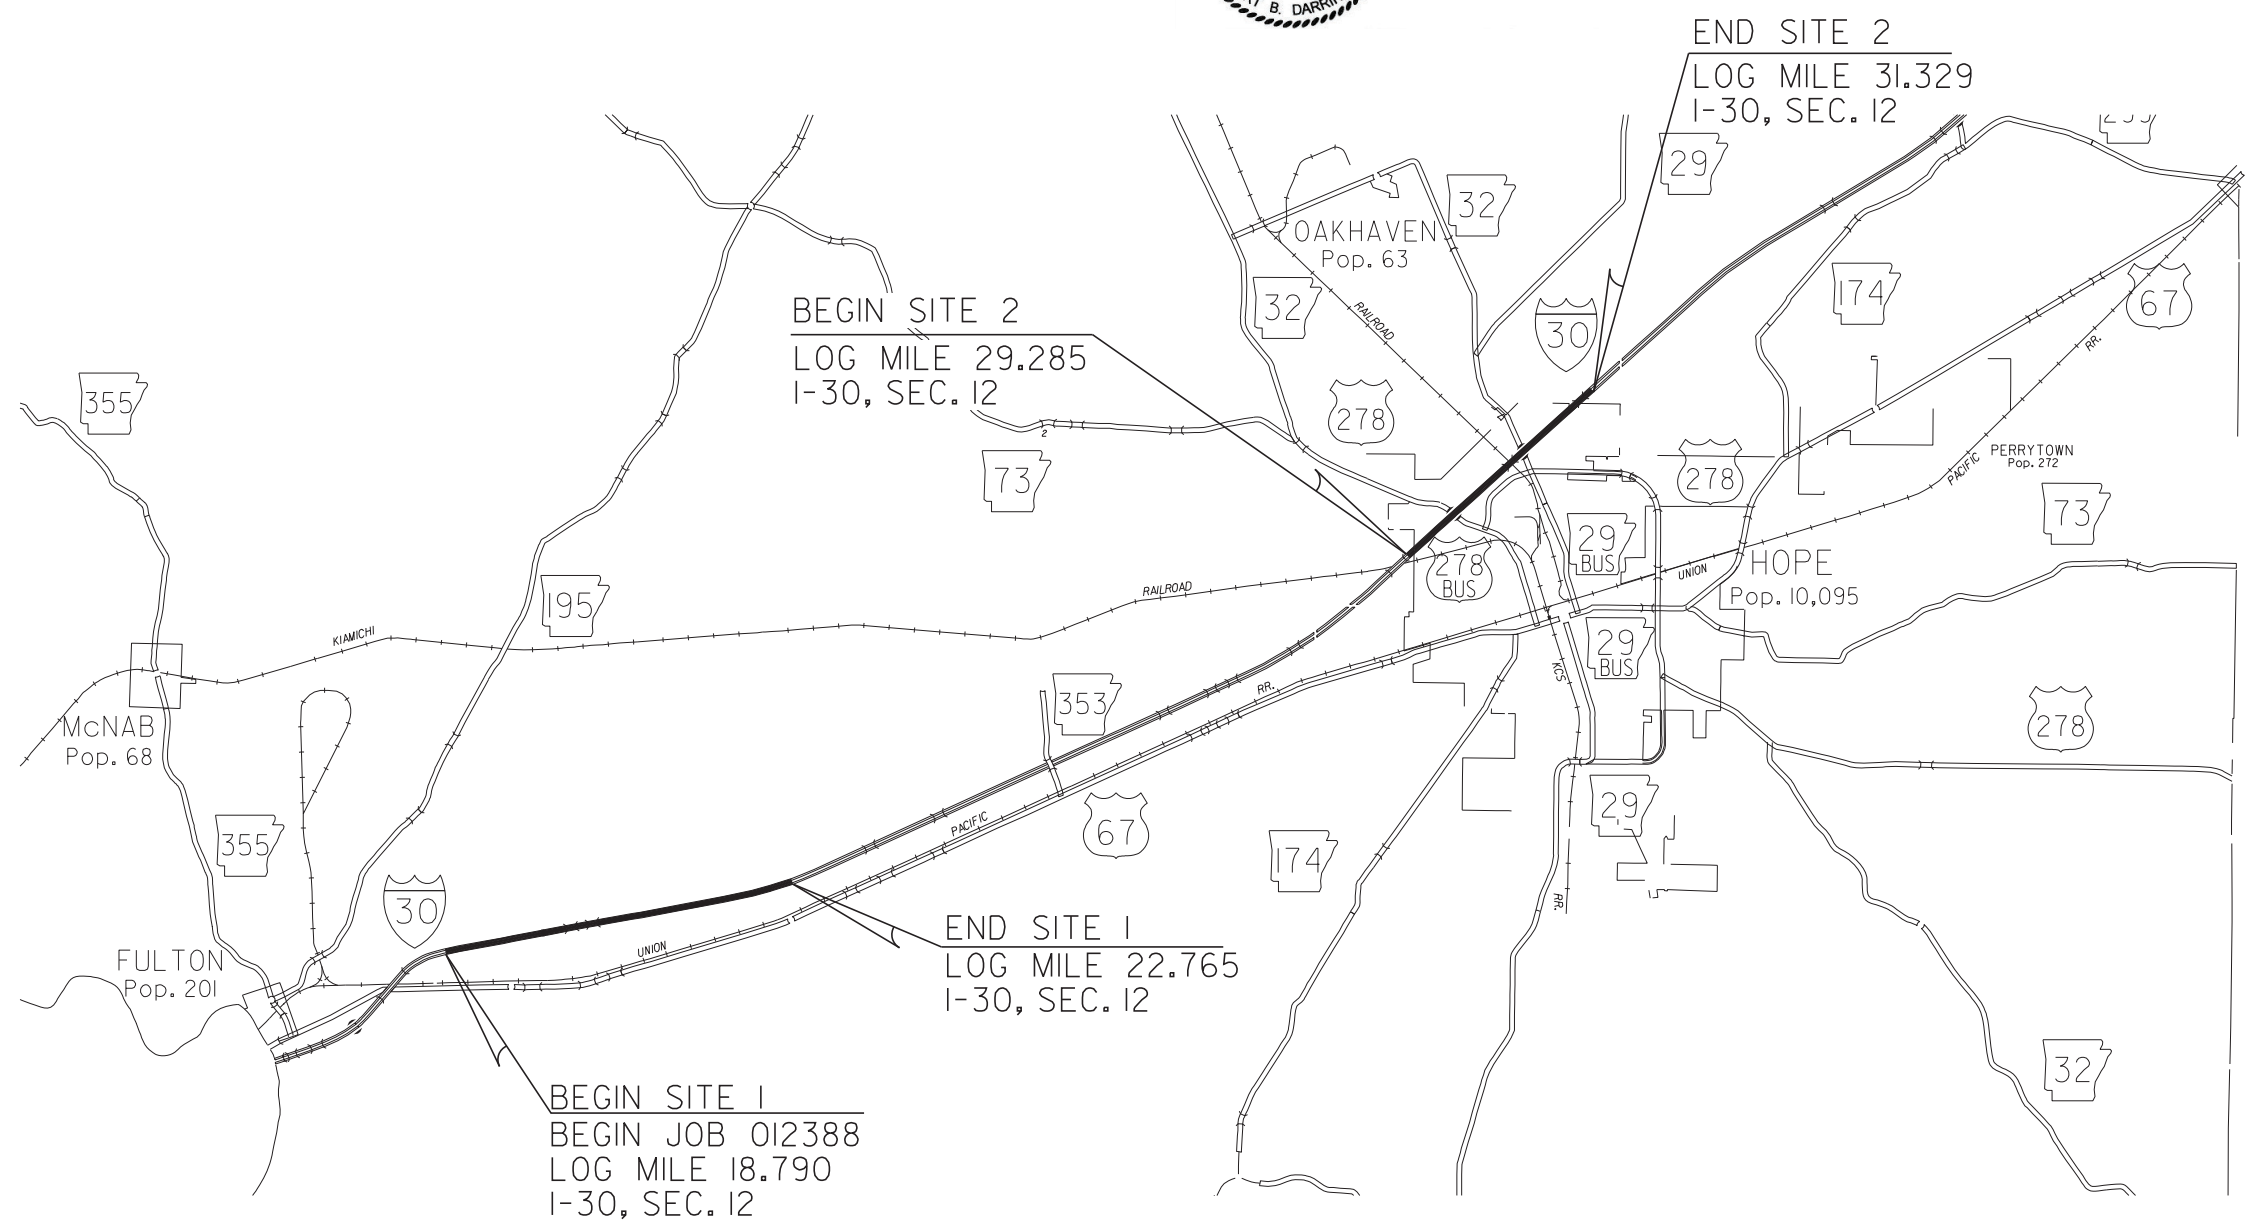 B. DARRI
END SITE 2
LOG MILE 31.329
I-30, SEC. 12
29
32
OAKHAVEN
Pop. 63
32
RAILROAD
30
174
67
RR.
BEGIN SITE 2
LOG MILE 29.285
I-30, SEC. 12
355
278
2
73
278
PERRYTOWN
Pop. 272
PACIFIC
73
29
BUS
278
BUS
HOPE
Pop. 10,095
UNION
195
RAILROAD
KIAMICHI
29
BUS
KCS
RR.
353
McNAB
Pop. 68
278
67
PACIFIC
29
355
174
30
RR.
END SITE 1
LOG MILE 22.765
I-30, SEC. 12
UNION
FULTON
Pop. 201
32
BEGIN SITE 1
BEGIN JOB 012388
LOG MILE 18.790
I-30, SEC. 12